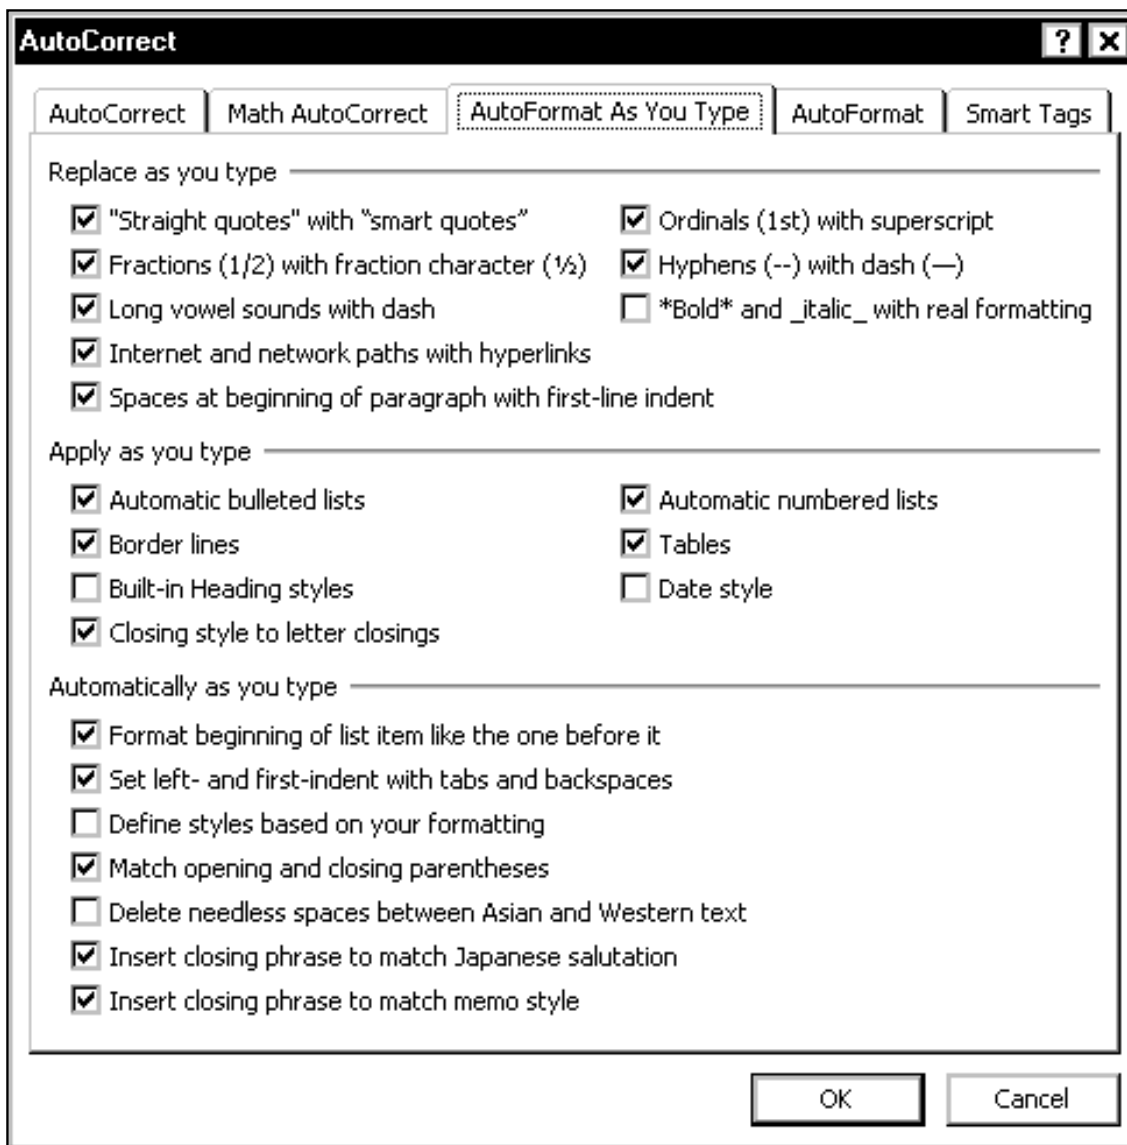 AutoCorrect
AutoCorrect Math AutoCorrect AutoFormat As You Type AutoFormat Smart Tags
Replace as you type
"Straight quotes" with “smart quotes” Ordinals (1st) with superscript
Fractions (1/2) with fraction character (½) Hyphens (--) with dash (—)
Long vowel sounds with dash *Bold* and _italic_ with real formatting
Internet and network paths with hyperlinks
Spaces at beginning of paragraph with first-line indent
Apply as you type
Automatic bulleted lists Automatic numbered lists
Border lines Tables
Built-in Heading styles Date style
Closing style to letter closings
Automatically as you type
Format beginning of list item like the one before it
Set left- and first-indent with tabs and backspaces
Define styles based on your formatting
Match opening and closing parentheses
Delete needless spaces between Asian and Western text
Insert closing phrase to match Japanese salutation
Insert closing phrase to match memo style
OK Cancel